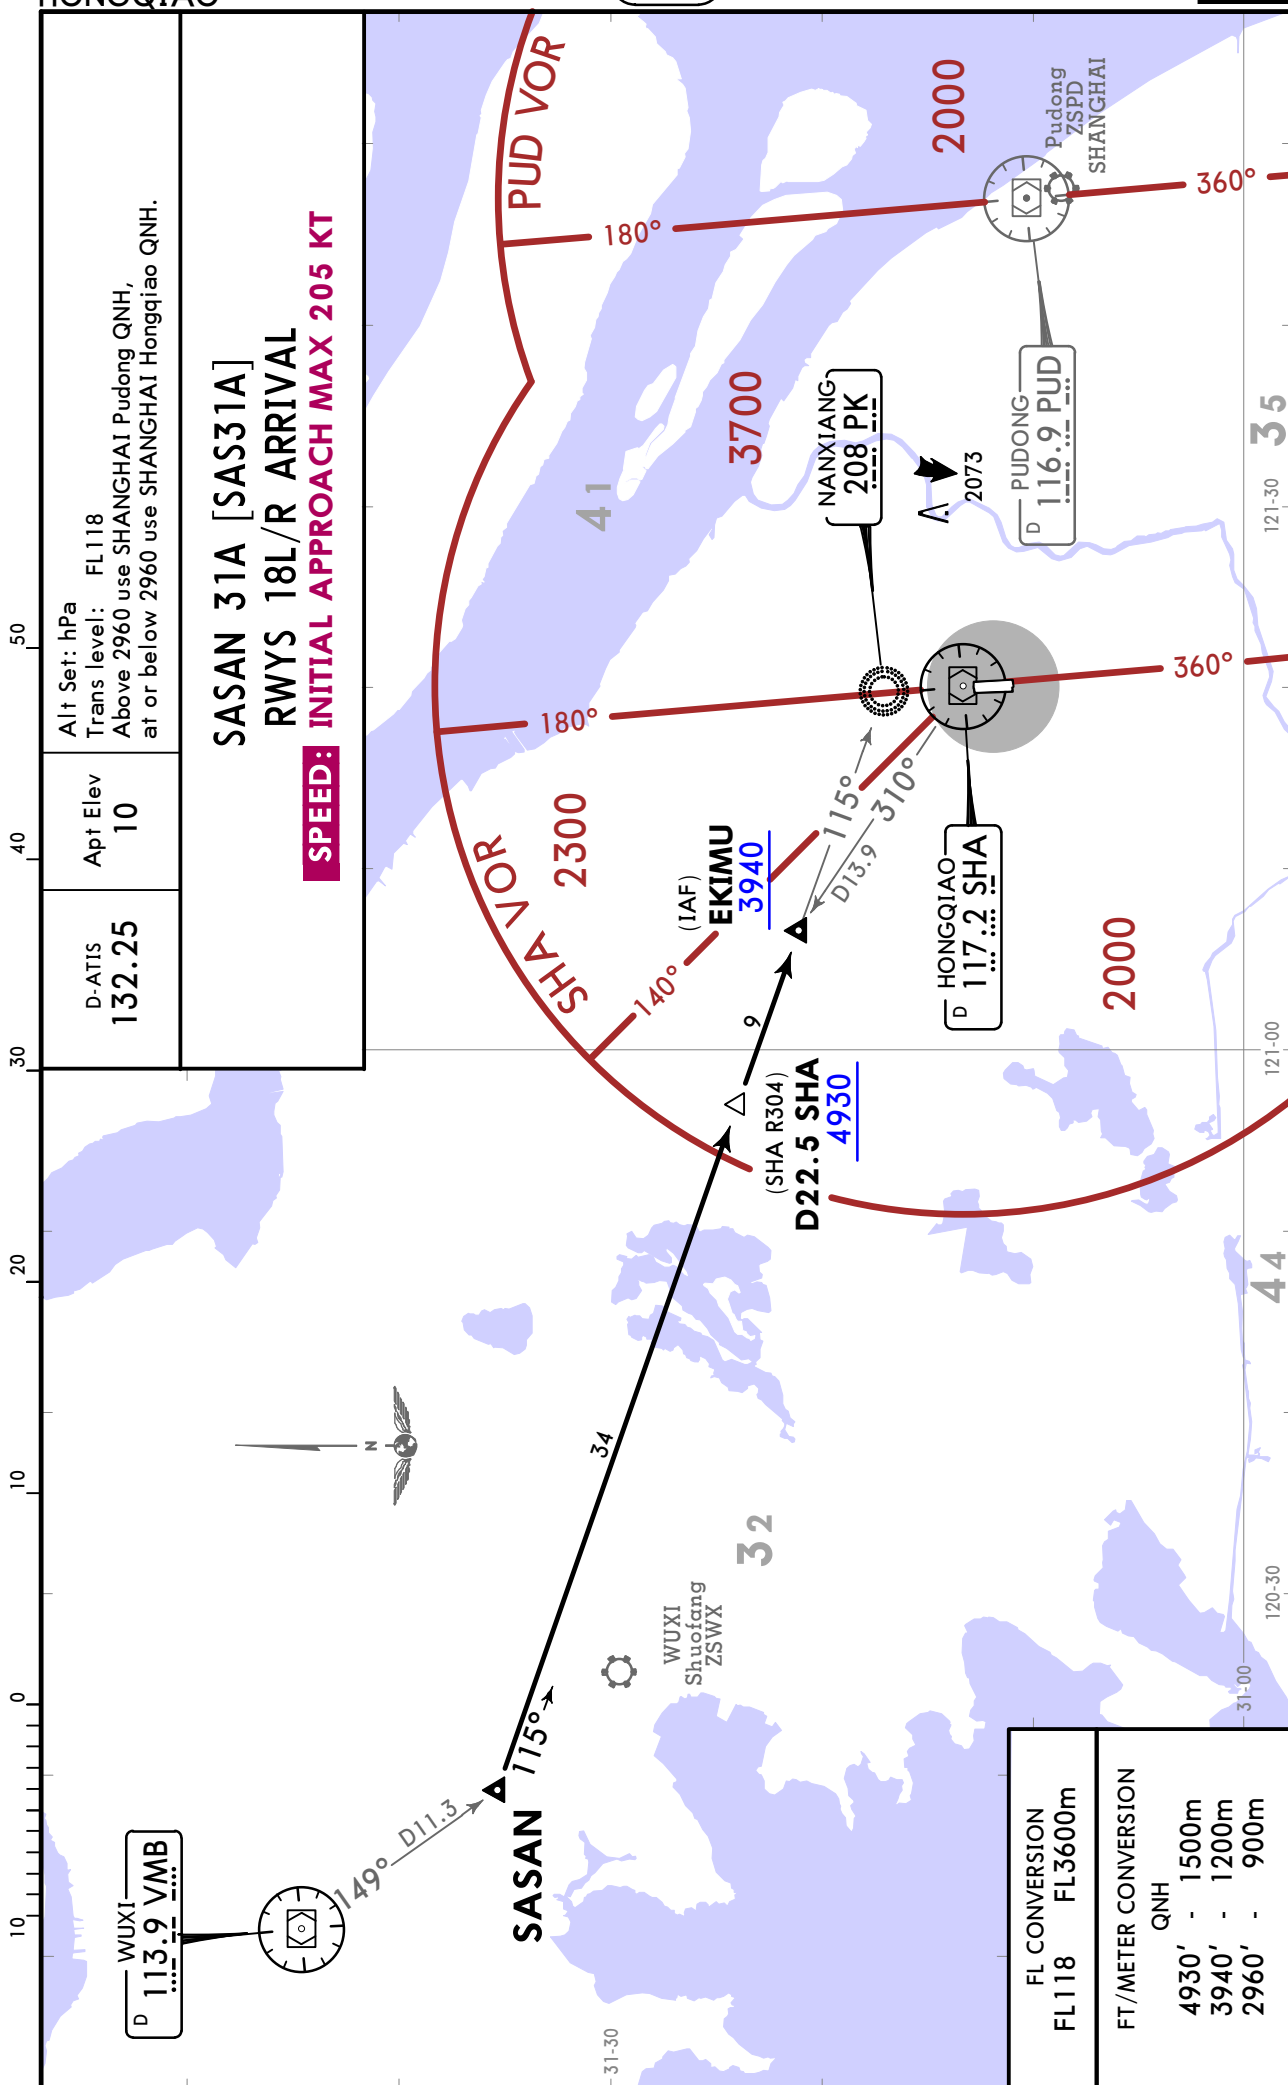 HONGQIAO
D-ATIS
132.25
Apt Elev
10
Alt Set: hPa
Trans level: FL118
Above 2960 use SHANGHAI Pudong QNH,
at or below 2960 use SHANGHAI Hongqiao QNH.
SASAN 31A [SAS31A]
RWYS 18L/R ARRIVAL
SPEED: INITIAL APPROACH MAX 205 KT
10
0
10
20
30
40
50
D WUXI
113.9 VMB
149°
D11.3
SASAN
115°
34
N
WUXI
Shuofang
ZSWX
32
(SHA R304)
D22.5 SHA
4930
9
SHA VOR
140°
2300
(IAF)
EKIMU
3940
115°
D13.9
310°
180°
360°
D HONGQIAO
117.2 SHA
2000
NANXIANG
208 PK
41
3700
2073
PUD VOR
180°
360°
2000
Pudong
ZSPD
SHANGHAI
D PUDONG
116.9 PUD
35
44
31-30
31-00
120-30
121-00
121-30
FL CONVERSION
FL118 FL3600m
FT/METER CONVERSION
QNH
4930' - 1500m
3940' - 1200m
2960' - 900m